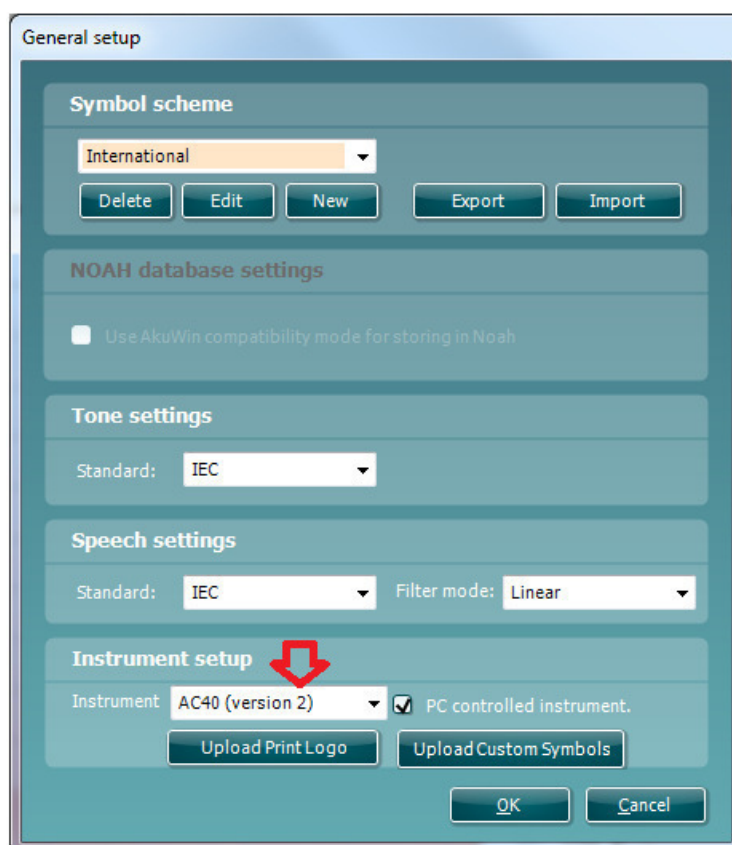 General setup
Symbol scheme
International
Delete Edit New Export Import
NOAH database settings
Use AkuWin compatibility mode for storing in Noah
Tone settings
Standard: IEC
Speech settings
Standard: IEC Filter mode: Linear
Instrument setup
Instrument AC40 (version 2) PC controlled instrument.
Upload Print Logo Upload Custom Symbols
OK Cancel